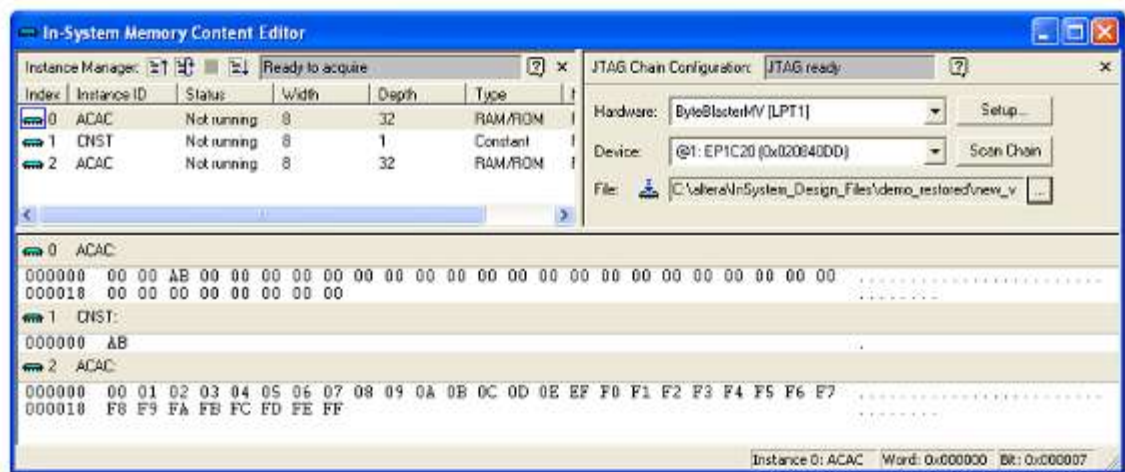 In-System Memory Content Editor
Instance Manager: Ready to acquire
JTAG Chain Configuration: JTAG ready
Index Instance ID Status Width Depth Type
0 ACAC Not running 8 32 RAM/ROM
1 CNST Not running 8 1 Constant
2 ACAC Not running 8 32 RAM/ROM
Hardware: ByteBlasterMV [LPT1] Setup...
Device: @1: EP1C20 (0x020840DD) Scan Chain
File: C:\altera\InSystem_Design_Files\demo_restored\new_v ...
0 ACAC:
000000 00 00 AB 00 00 00 00 00 00 00 00 00 00 00 00 00 00 00 00 00 00 00 00 00 ........................
000018 00 00 00 00 00 00 00 00 ........
1 CNST:
000000 AB .
2 ACAC:
000000 00 01 02 03 04 05 06 07 08 09 0A 0B 0C 0D 0E EF F0 F1 F2 F3 F4 F5 F6 F7 ........................
000018 F8 F9 FA FB FC FD FE FF ........
Instance 0: ACAC Word: 0x000000 Bit: 0x000007